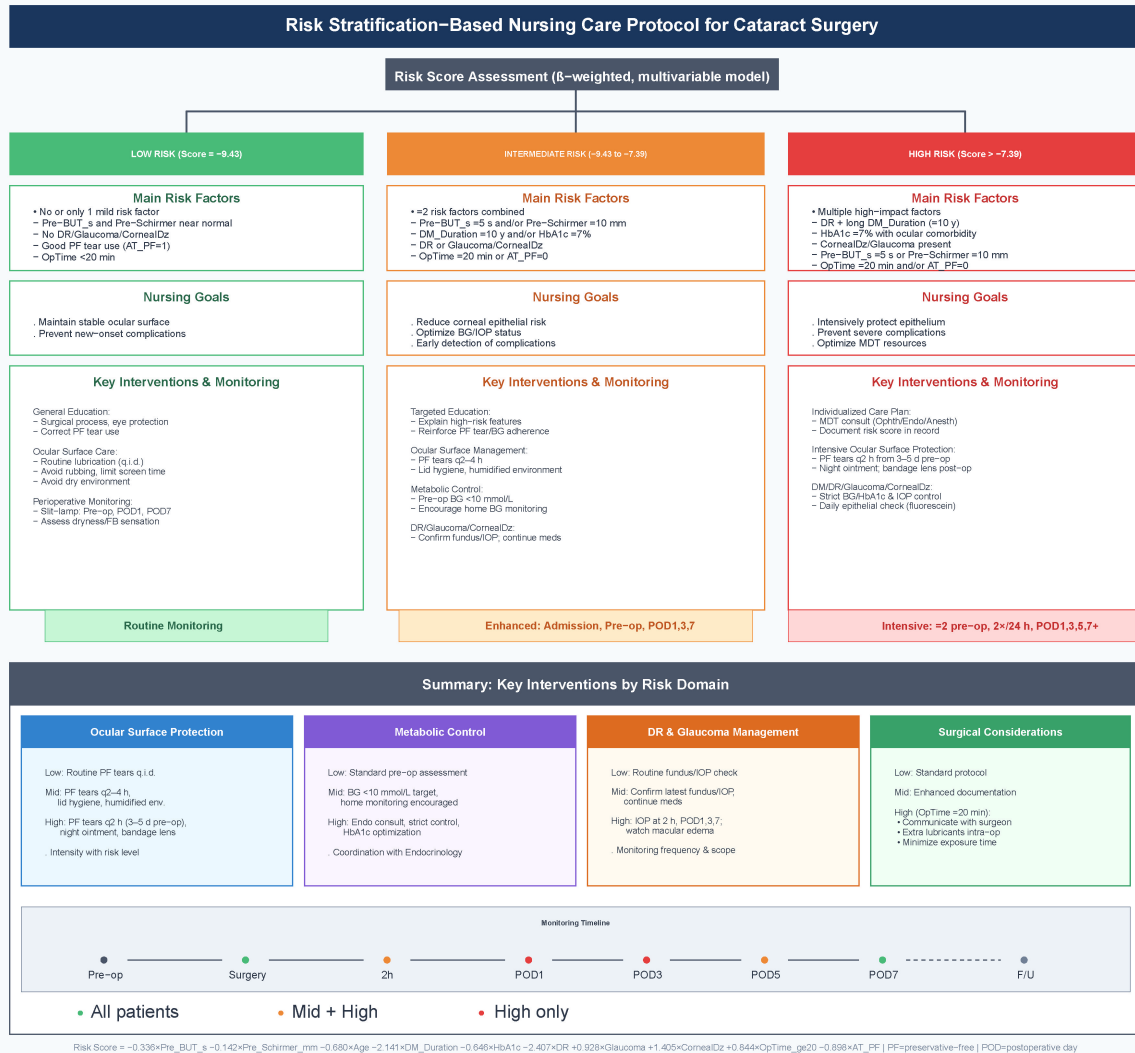 Risk Stratification−Based Nursing Care Protocol for Cataract Surgery
Risk Score Assessment (ß−weighted, multivariable model)
LOW RISK (Score = −9.43)
Main Risk Factors
• No or only 1 mild risk factor
− Pre−BUT_s and Pre−Schirmer near normal
− No DR/Glaucoma/CornealDz
− Good PF tear use (AT_PF=1)
− OpTime <20 min
Nursing Goals
. Maintain stable ocular surface
. Prevent new−onset complications
Key Interventions & Monitoring
General Education:
− Surgical process, eye protection
− Correct PF tear use
Ocular Surface Care:
− Routine lubrication (q.i.d.)
− Avoid rubbing, limit screen time
− Avoid dry environment
Perioperative Monitoring:
− Slit−lamp: Pre−op, POD1, POD7
− Assess dryness/FB sensation
Routine Monitoring
INTERMEDIATE RISK (−9.43 to −7.39)
Main Risk Factors
• =2 risk factors combined
− Pre−BUT_s =5 s and/or Pre−Schirmer =10 mm
− DM_Duration =10 y and/or HbA1c =7%
− DR or Glaucoma/CornealDz
− OpTime =20 min or AT_PF=0
Nursing Goals
. Reduce corneal epithelial risk
. Optimize BG/IOP status
. Early detection of complications
Key Interventions & Monitoring
Targeted Education:
− Explain high−risk features
− Reinforce PF tear/BG adherence
Ocular Surface Management:
− PF tears q2–4 h
− Lid hygiene, humidified environment
Metabolic Control:
− Pre−op BG <10 mmol/L
− Encourage home BG monitoring
DR/Glaucoma/CornealDz:
− Confirm fundus/IOP; continue meds
Enhanced: Admission, Pre−op, POD1,3,7
HIGH RISK (Score > −7.39)
Main Risk Factors
• Multiple high−impact factors
− DR + long DM_Duration (=10 y)
− HbA1c =7% with ocular comorbidity
− CornealDz/Glaucoma present
− Pre−BUT_s =5 s or Pre−Schirmer =10 mm
− OpTime =20 min and/or AT_PF=0
Nursing Goals
. Intensively protect epithelium
. Prevent severe complications
. Optimize MDT resources
Key Interventions & Monitoring
Individualized Care Plan:
− MDT consult (Ophth/Endo/Anesth)
− Document risk score in record
Intensive Ocular Surface Protection:
− PF tears q2 h from 3–5 d pre−op
− Night ointment; bandage lens post−op
DM/DR/Glaucoma/CornealDz:
− Strict BG/HbA1c & IOP control
− Daily epithelial check (fluorescein)
Intensive: =2 pre−op, 2×/24 h, POD1,3,5,7+
Summary: Key Interventions by Risk Domain
Ocular Surface Protection
Low: Routine PF tears q.i.d.
Mid: PF tears q2–4 h,
lid hygiene, humidified env.
High: PF tears q2 h (3–5 d pre−op),
night ointment, bandage lens
. Intensity with risk level
Metabolic Control
Low: Standard pre−op assessment
Mid: BG <10 mmol/L target,
home monitoring encouraged
High: Endo consult, strict control,
HbA1c optimization
. Coordination with Endocrinology
DR & Glaucoma Management
Low: Routine fundus/IOP check
Mid: Confirm latest fundus/IOP,
continue meds
High: IOP at 2 h, POD1,3,7;
watch macular edema
. Monitoring frequency & scope
Surgical Considerations
Low: Standard protocol
Mid: Enhanced documentation
High (OpTime =20 min):
• Communicate with surgeon
• Extra lubricants intra−op
• Minimize exposure time
Monitoring Timeline
Pre−op Surgery 2h POD1 POD3 POD5 POD7 F/U
• All patients • Mid + High • High only
Risk Score = −0.336×Pre_BUT_s −0.142×Pre_Schirmer_mm −0.680×Age −2.141×DM_Duration −0.646×HbA1c −2.407×DR +0.928×Glaucoma +1.405×CornealDz +0.844×OpTime_ge20 −0.898×AT_PF | PF=preservative−free | POD=postoperative day